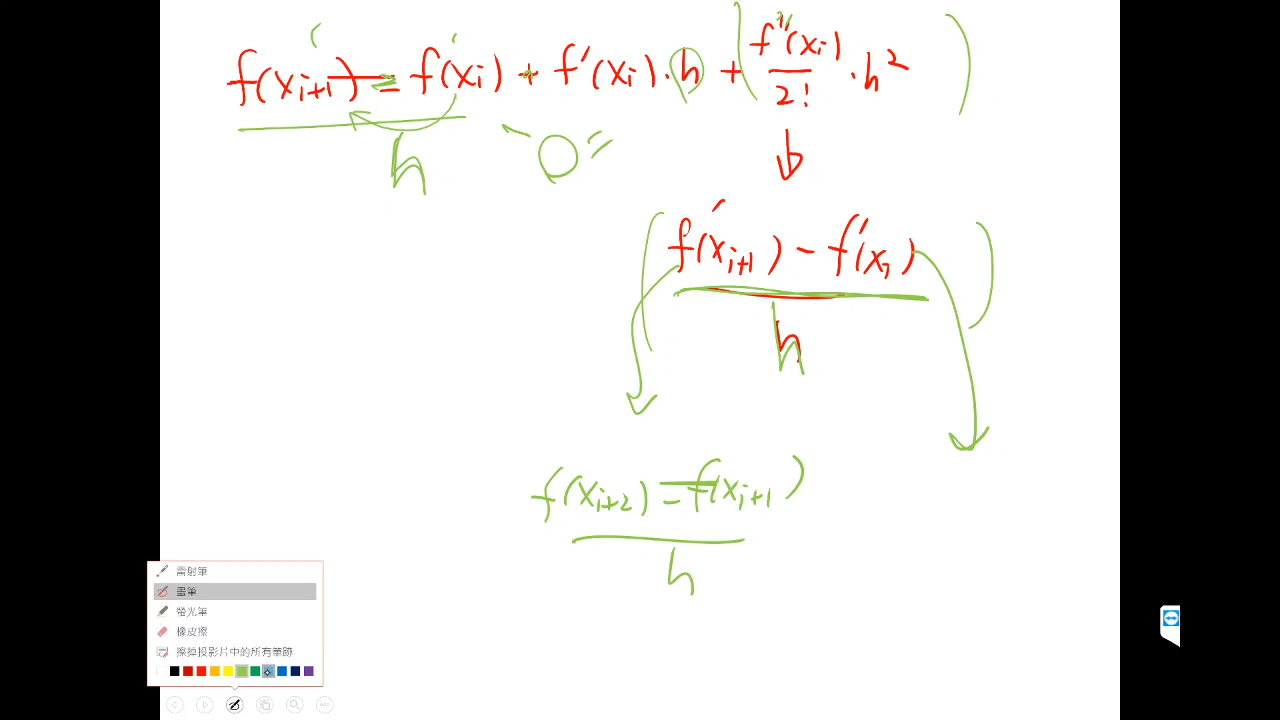 f(xi+1) = f(xi) + f'(xi)·h + f''(xi)/2! ·h²
h "0"
f'(xi+1) - f'(xi)
h
f(xi+2) - f(xi+1)
h
雷射筆
畫筆
螢光筆
橡皮擦
擦掉投影片中的所有筆跡